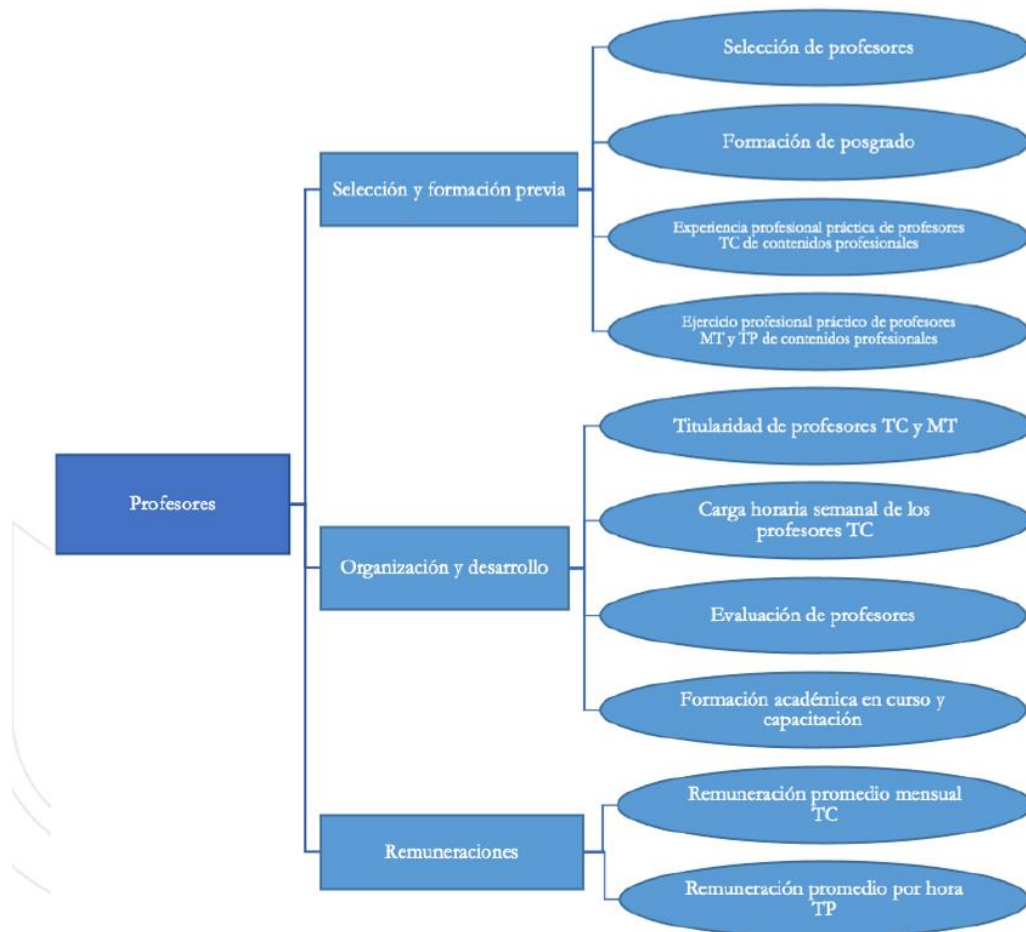 Profesores
Selección y formación previa
Selección de profesores
Formación de posgrado
Experiencia profesional práctica de profesores
TC de contenidos profesionales
Ejercicio profesional práctico de profesores
MT y TP de contenidos profesionales
Organización y desarrollo
Titularidad de profesores TC y MT
Carga horaria semanal de los
profesores TC
Evaluación de profesores
Formación académica en curso y
capacitación
Remuneraciones
Remuneración promedio mensual
TC
Remuneración promedio por hora
TP